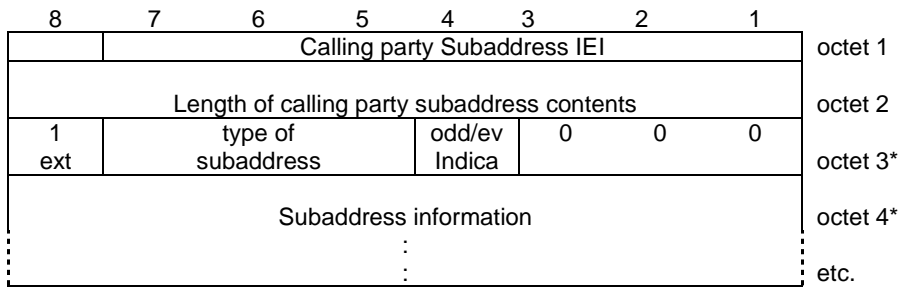 8 7 6 5 4 3 2 1
Calling party Subaddress IEI octet 1
Length of calling party subaddress contents octet 2
1 type of odd/ev 0 0 0
ext subaddress Indica octet 3*
Subaddress information octet 4*
:
: etc.